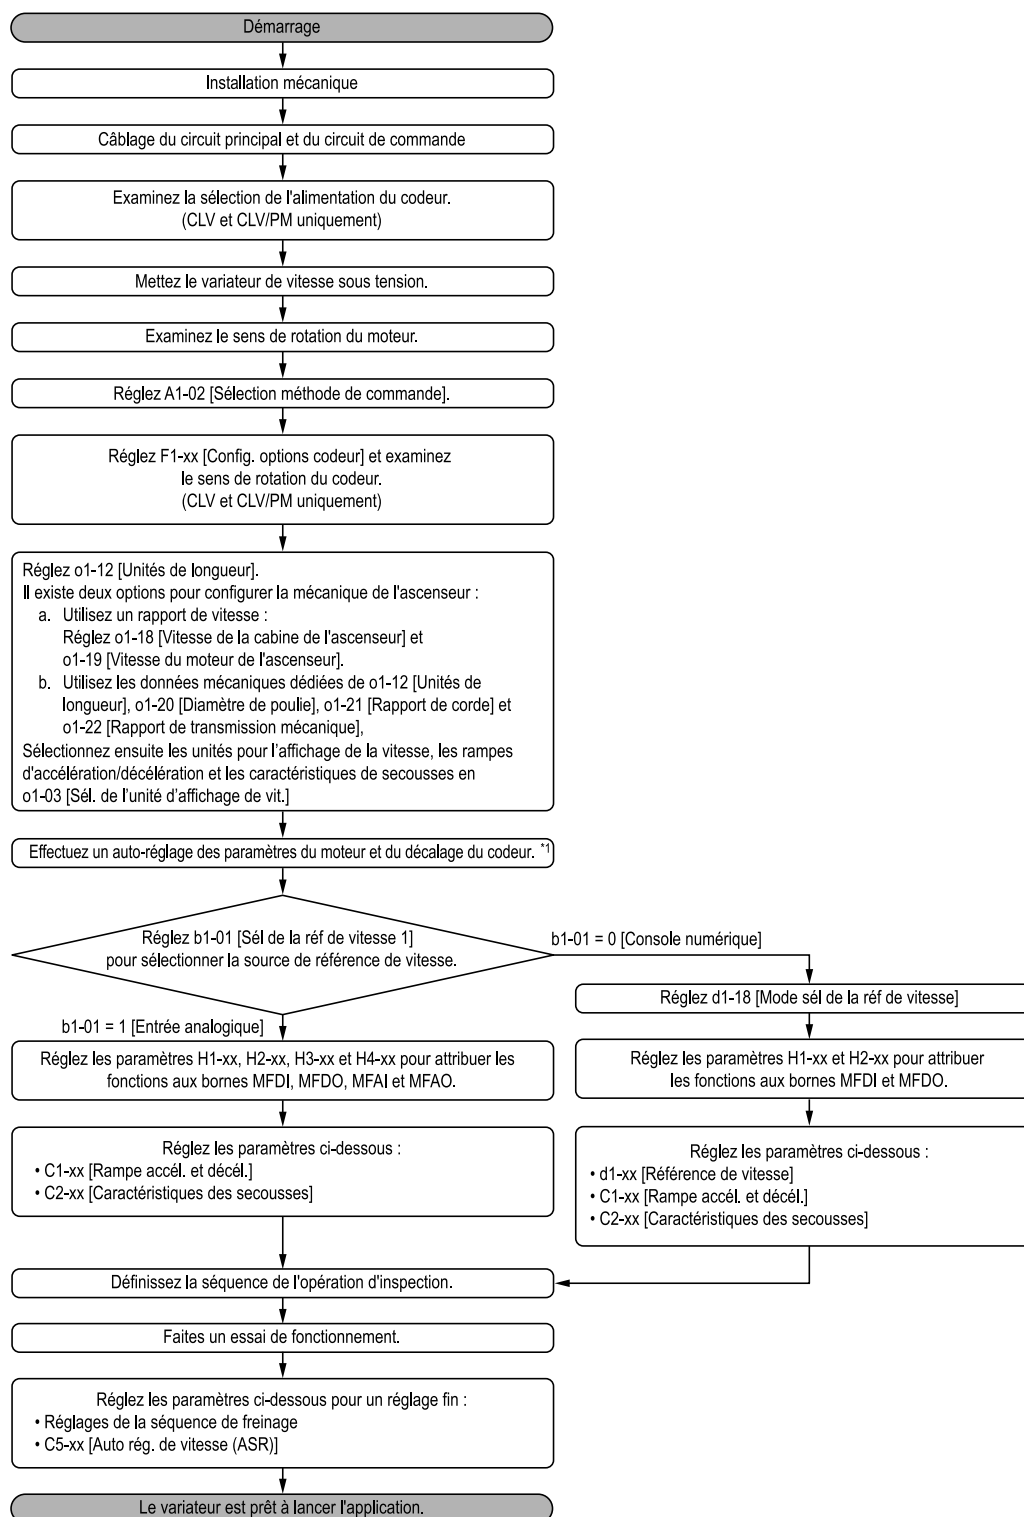 Démarrage
Installation mécanique
Câblage du circuit principal et du circuit de commande
Examinez la sélection de l'alimentation du codeur.
(CLV et CLV/PM uniquement)
Mettez le variateur de vitesse sous tension.
Examinez le sens de rotation du moteur.
Réglez A1-02 [Sélection méthode de commande].
Réglez F1-xx [Config. options codeur] et examinez
le sens de rotation du codeur.
(CLV et CLV/PM uniquement)
Réglez o1-12 [Unités de longueur].
Il existe deux options pour configurer la mécanique de l'ascenseur :
a. Utilisez un rapport de vitesse :
Réglez o1-18 [Vitesse de la cabine de l'ascenseur] et
o1-19 [Vitesse du moteur de l'ascenseur].
b. Utilisez les données mécaniques dédiées de o1-12 [Unités de
longueur], o1-20 [Diamètre de poulie], o1-21 [Rapport de corde] et
o1-22 [Rapport de transmission mécanique],
Sélectionnez ensuite les unités pour l’affichage de la vitesse, les rampes
d'accélération/décélération et les caractéristiques de secousses en
o1-03 [Sél. de l’unité d’affichage de vit.]
Effectuez un auto-réglage des paramètres du moteur et du décalage du codeur. *1
Réglez b1-01 [Sél de la réf de vitesse 1]
pour sélectionner la source de référence de vitesse.
b1-01 = 0 [Console numérique]
b1-01 = 1 [Entrée analogique]
Réglez les paramètres H1-xx, H2-xx, H3-xx et H4-xx pour attribuer les
fonctions aux bornes MFDI, MFDO, MFAI et MFAO.
Réglez les paramètres ci-dessous :
• C1-xx [Rampe accél. et décél.]
• C2-xx [Caractéristiques des secousses]
Réglez d1-18 [Mode sél de la réf de vitesse]
Réglez les paramètres H1-xx et H2-xx pour attribuer
les fonctions aux bornes MFDI et MFDO.
Réglez les paramètres ci-dessous :
• d1-xx [Référence de vitesse]
• C1-xx [Rampe accél. et décél.]
• C2-xx [Caractéristiques des secousses]
Définissez la séquence de l'opération d'inspection.
Faites un essai de fonctionnement.
Réglez les paramètres ci-dessous pour un réglage fin :
• Réglages de la séquence de freinage
• C5-xx [Auto rég. de vitesse (ASR)]
Le variateur est prêt à lancer l'application.